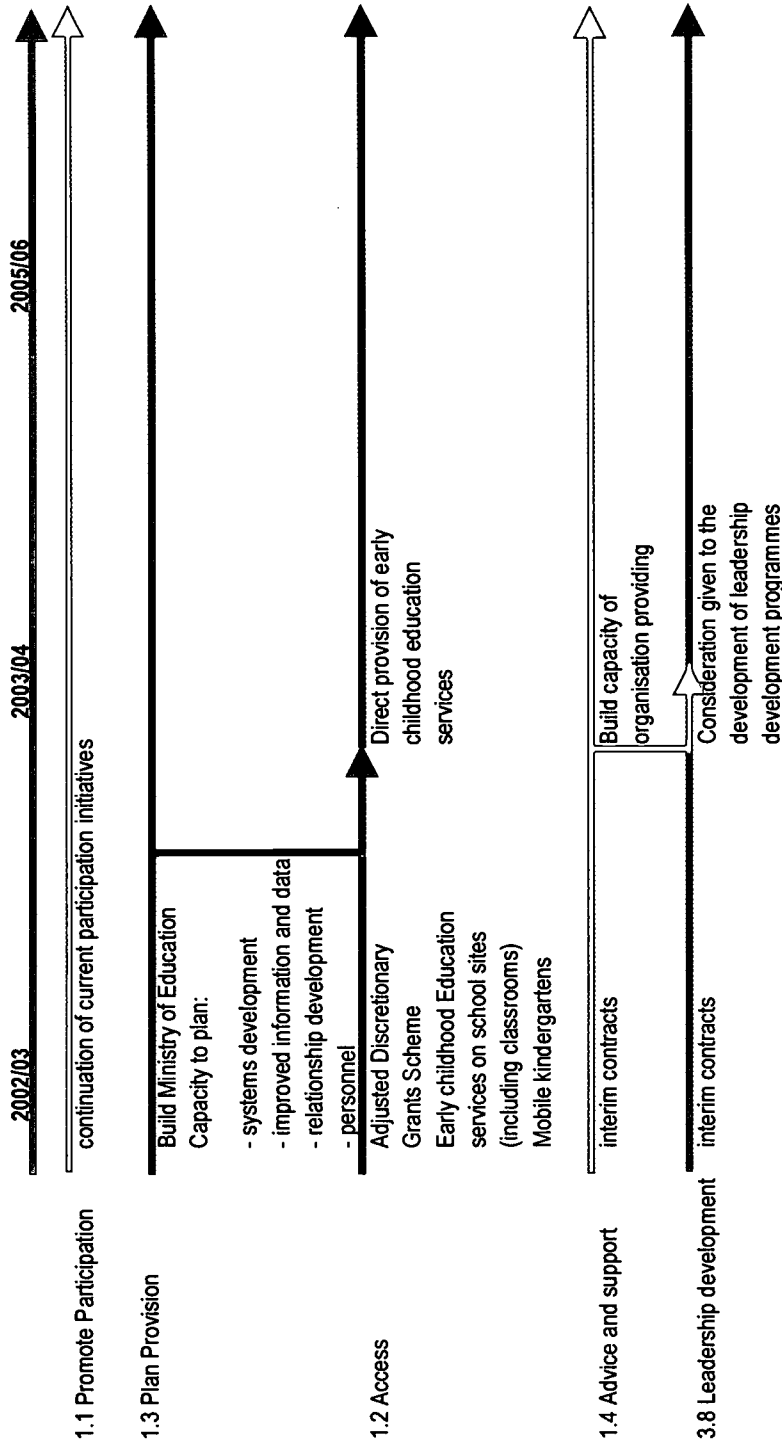 2002/03
2003/04
2005/06
1.1 Promote Participation
continuation of current participation initiatives
1.3 Plan Provision
Build Ministry of Education
Capacity to plan:
- systems development
- improved information and data
- relationship development
- personnel
1.2 Access
Adjusted Discretionary
Grants Scheme
Early childhood Education
services on school sites
(including classrooms)
Mobile kindergartens
Direct provision of early
childhood education
services
1.4 Advice and support
interim contracts
Build capacity of
organisation providing
3.8 Leadership development
interim contracts
Consideration given to the
development of leadership
development programmes